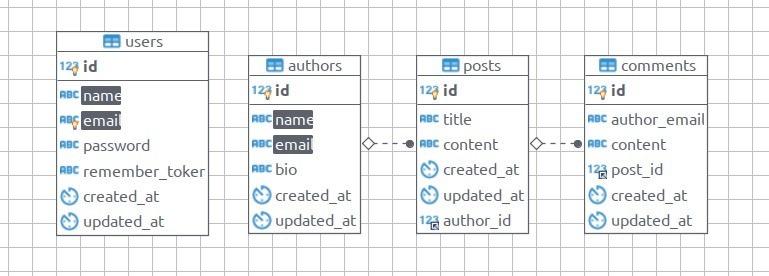 users
123 id
ABC name
ABC email
ABC password
ABC remember_toker
created_at
updated_at
authors
123 id
ABC name
ABC email
ABC bio
created_at
updated_at
posts
123 id
ABC title
ABC content
created_at
updated_at
123 author_id
comments
123 id
ABC author_email
ABC content
123 post_id
created_at
updated_at